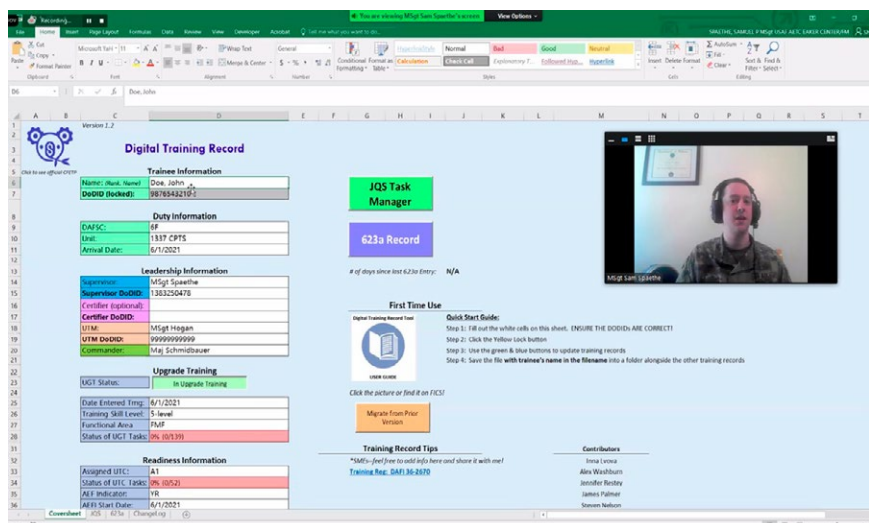 Recording...
You are viewing MSgt Sam Spaethe's screen
View Options
File Home Insert Page Layout Formulas Data Review View Developer Acrobat Tell me what you want to do...
Cut
Copy
Format Painter
Paste
Clipboard
Font
Wrap Text
Merge & Center
Alignment
General
Number
Conditional Formatting
Format as Table
Normal Bad Good Neutral
Calculation Check Cell Explanatory T... Followed Hyp... Hyperlink
Styles
Insert Delete Format
Cells
AutoSum
Fill
Clear
Sort & Filter
Find & Select
Editing
D6
Doe, John
A B C D E F G H I J K L M N O P Q R S T
Version 1.2
Digital Training Record
Click to see official CFETP
Trainee Information
Name: (Rank, Name) Doe, John
DoDID (locked): 9876543210
Duty Information
DAFSC: 6F
Unit: 1337 CPTS
Arrival Date: 6/1/2021
Leadership Information
Supervisor: MSgt Spaethe
Supervisor DoDID: 1383250478
Certifier (optional):
Certifier DoDID:
UTM: MSgt Hogan
UTM DoDID: 99999999999
Commander: Maj Schmidbauer
Upgrade Training
UGT Status: In Upgrade Training
Date Entered Trng: 6/1/2021
Training Skill Level: 5-level
Functional Area FMF
Status of UGT Tasks: 0% (0/139)
Readiness Information
Assigned UTC: A1
Status of UTC Tasks: 0% (0/52)
AEF Indicator: YR
AEFI Start Date: 6/1/2021
JQS Task Manager
623a Record
# of days since last 623a Entry: N/A
First Time Use
Digital Training Record Tool
USER GUIDE
Quick Start Guide:
Step 1: Fill out the white cells on this sheet. ENSURE THE DODIDs ARE CORRECT!
Step 2: Click the Yellow Lock button
Step 3: Use the green & blue buttons to update training records
Step 4: Save the file with trainee's name in the filename into a folder alongside the other training records
Click the picture or find it on FICS!
Migrate from Prior Version
Training Record Tips
*SMEs--feel free to add info here and share it with me!
Training Reg: DAFI 36-2670
Contributors
Inna Lvova
Alex Washburn
Jennifer Restey
James Palmer
Steven Nelson
MSgt Sam Spaethe
Coversheet JQS 623a ChangeLog